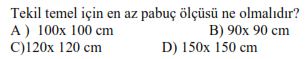 Tekil temel için en az pabuç ölçüsü ne olmalıdır?
A ) 100x 100 cm B) 90x 90 cm
C)120x 120 cm D) 150x 150 cm